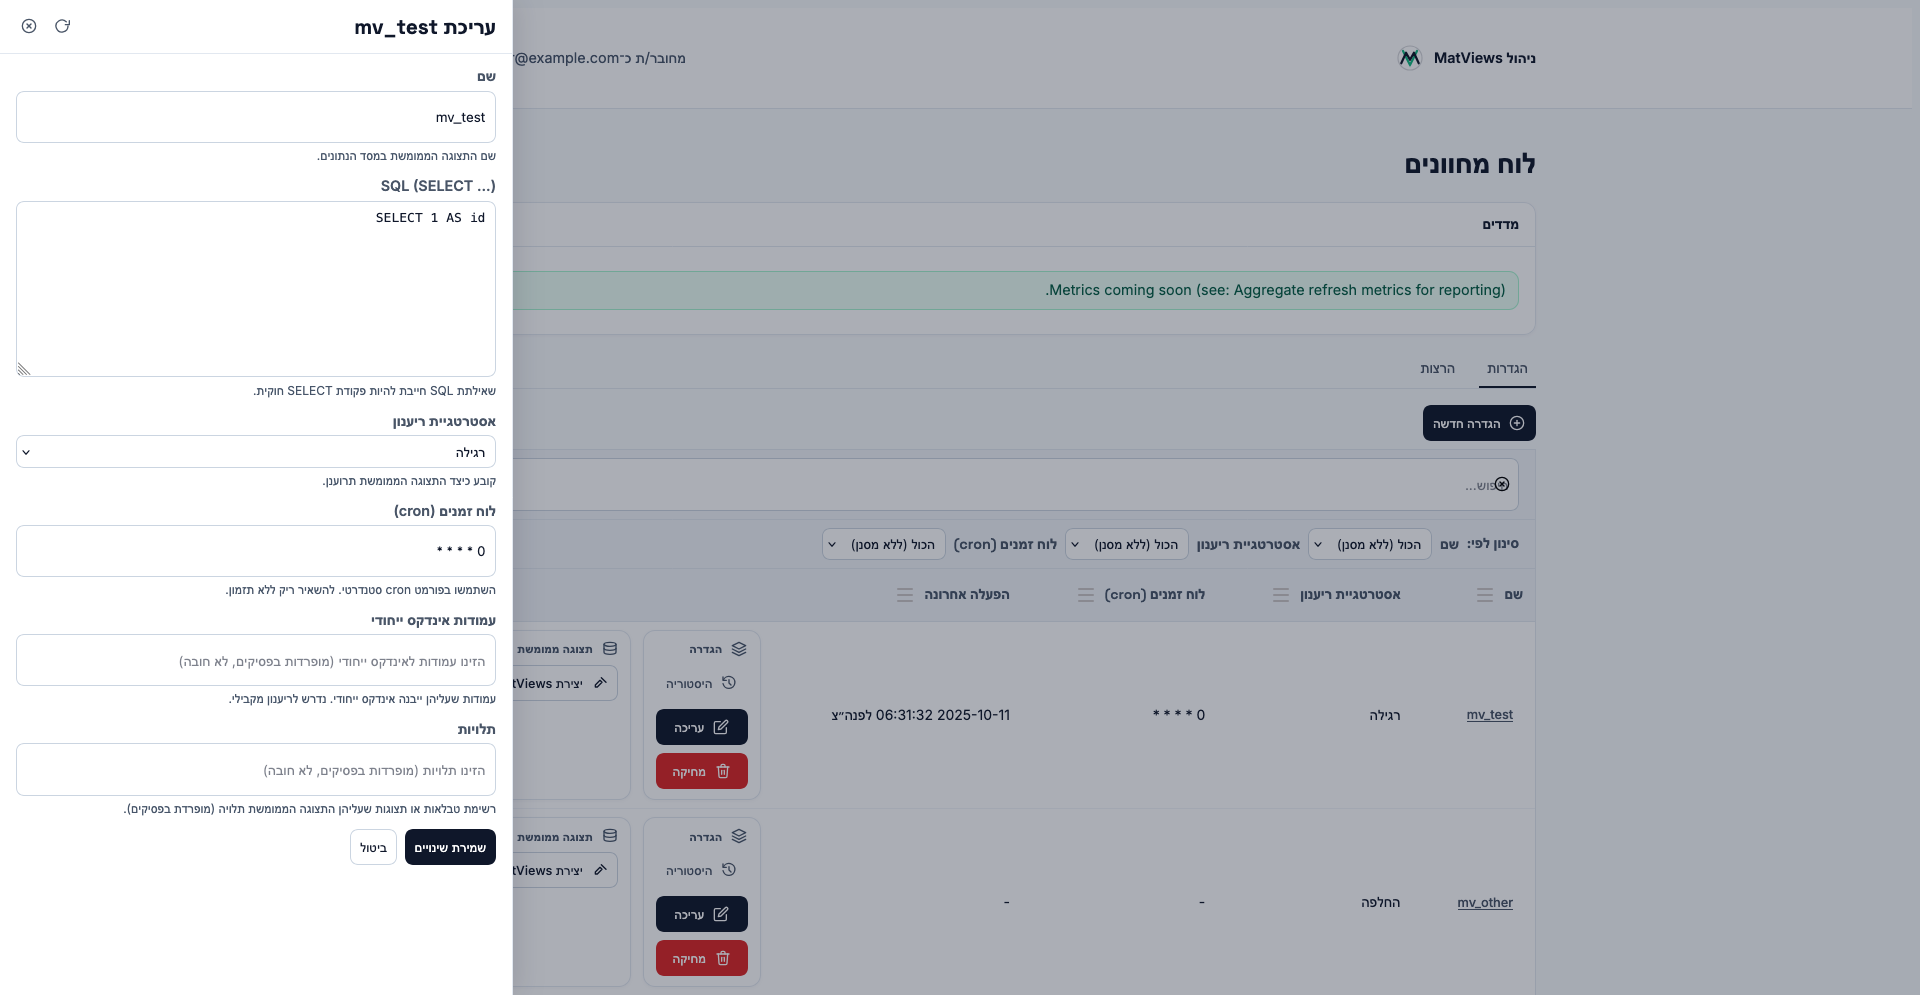 עריכת mv_test
שם
mv_test
שם התצוגה הממומשת במסד הנתונים.
SQL (SELECT …)
SELECT 1 AS id
שאילתת SQL חייבת להיות פקודת SELECT חוקית.
אסטרטגיית ריענון
רגילה
קובע כיצד התצוגה הממומשת תרוענן.
לוח זמנים (cron)
0 * * * *
השתמשו בפורמט cron סטנדרטי. להשאיר ריק ללא תזמון.
עמודות אינדקס ייחודי
הזינו עמודות לאינדקס ייחודי (מופרדות בפסיקים, לא חובה)
עמודות שעליהן ייבנה אינדקס ייחודי. נדרש לריענון מקבילי.
תלויות
הזינו תלויות (מופרדות בפסיקים, לא חובה)
רשימת טבלאות או תצוגות שעליהן התצוגה הממומשת תלויה (מופרדת בפסיקים).
שמירת שינויים
ביטול
ניהול MatViews
מחובר/ת כ־r@example.com
לוח מחוונים
מדדים
Metrics coming soon (see: Aggregate refresh metrics for reporting).
הגדרות
הרצות
הגדרה חדשה
סינון לפי:
שם
הכול (ללא מסנן)
אסטרטגיית ריענון
הכול (ללא מסנן)
לוח זמנים (cron)
הכול (ללא מסנן)
שם
אסטרטגיית ריענון
לוח זמנים (cron)
הפעלה אחרונה
mv_test
רגילה
0 * * * *
2025-10-11 06:31:32 לפנה״צ
הגדרה
היסטוריה
עריכה
מחיקה
תצוגה ממומשת
יצירת
mv_other
החלפה
-
-
הגדרה
היסטוריה
עריכה
מחיקה
תצוגה ממומשת
יצירת